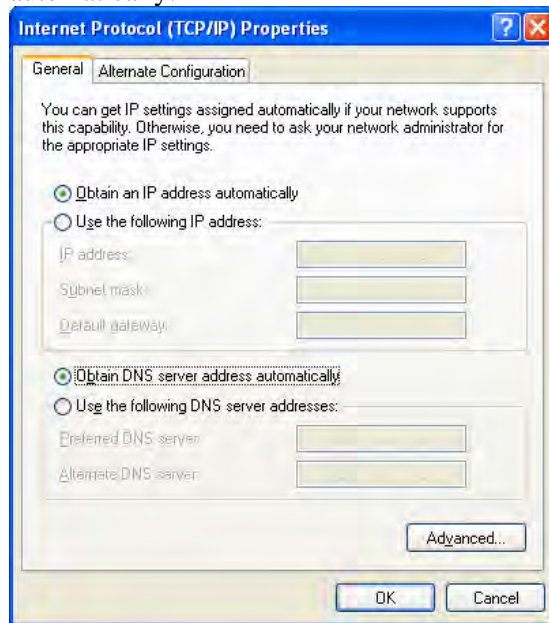 Internet Protocol (TCP/IP) Properties
General
Alternate Configuration
You can get IP settings assigned automatically if your network supports
this capability. Otherwise, you need to ask your network administrator for
the appropriate IP settings.
Obtain an IP address automatically
Use the following IP address:
IP address:
Subnet mask:
Default gateway:
Obtain DNS server address automatically
Use the following DNS server addresses:
Preferred DNS server:
Alternate DNS server:
Advanced...
OK
Cancel